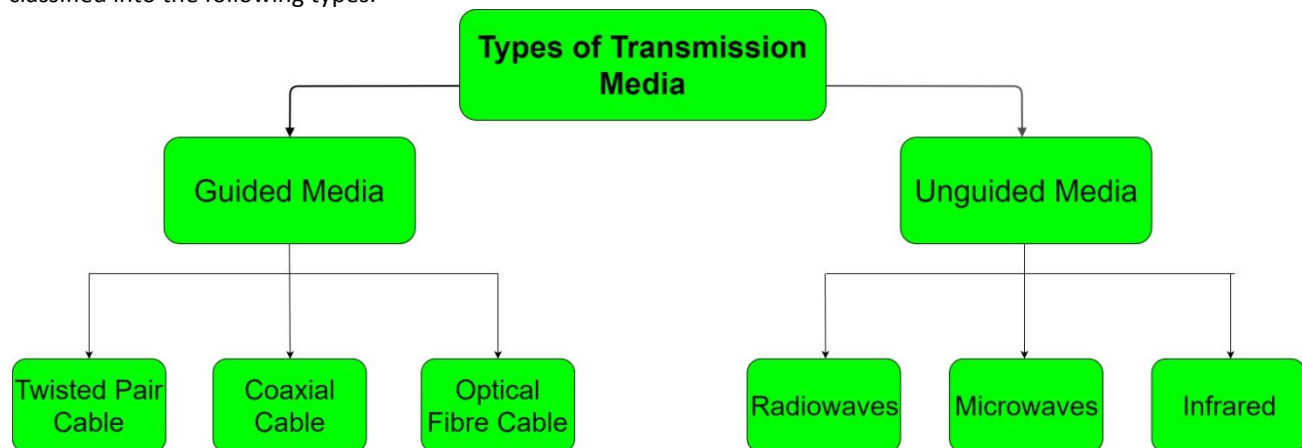 classified into the following types:
Types of Transmission
Media
Guided Media
Unguided Media
Twisted Pair
Cable
Coaxial
Cable
Optical
Fibre Cable
Radiowaves
Microwaves
Infrared